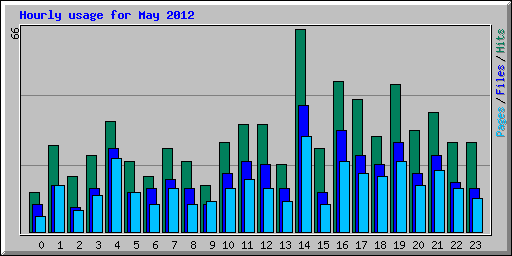 Hourly usage for May 2012
66
Pages / Files / Hits
0 1 2 3 4 5 6 7 8 9 10 11 12 13 14 15 16 17 18 19 20 21 22 23